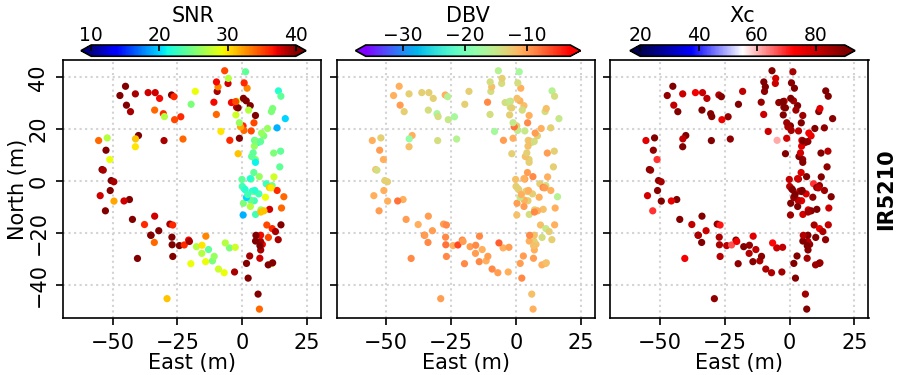 SNR DBV Xc
10 20 30 40 −30 −20 −10 20 40 60 80
40
20
0
−20
−40
North (m)
−50 −25 0 25 −50 −25 0 25 −50 −25 0 25
East (m) East (m) East (m)
IR5210